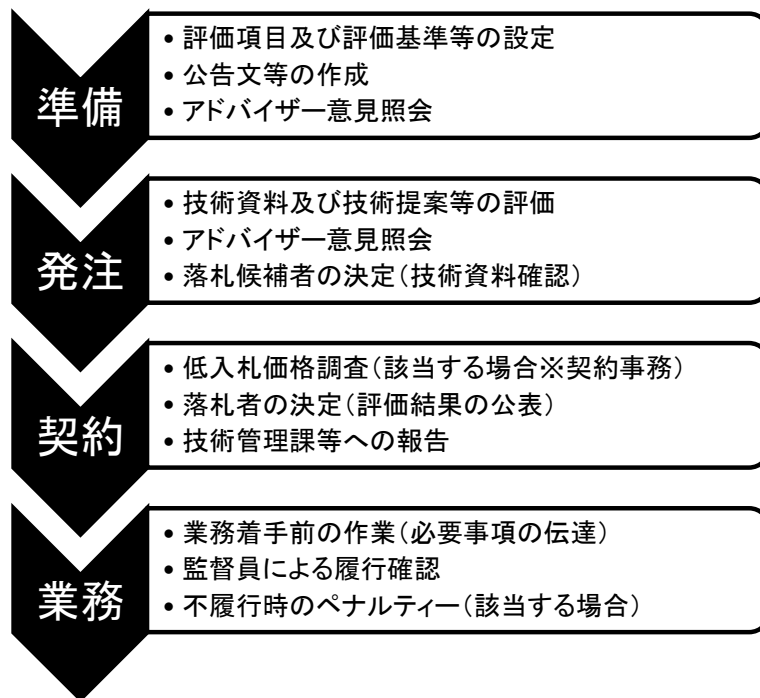 準備
• 評価項目及び評価基準等の設定
• 公告文等の作成
• アドバイザー意見照会
発注
• 技術資料及び技術提案等の評価
• アドバイザー意見照会
• 落札候補者の決定(技術資料確認)
契約
• 低入札価格調査(該当する場合※契約事務)
• 落札者の決定(評価結果の公表)
• 技術管理課等への報告
業務
• 業務着手前の作業(必要事項の伝達)
• 監督員による履行確認
• 不履行時のペナルティー(該当する場合)